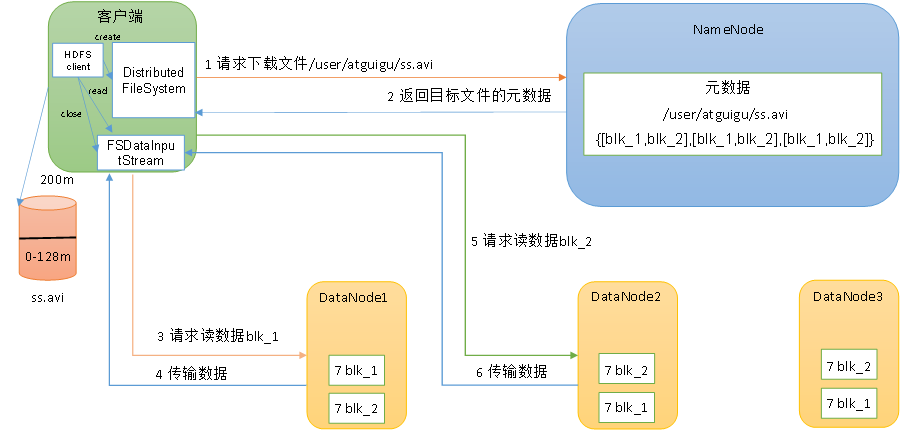 客户端
create
HDFS
client
Distributed
FileSystem
read
close
FSDataInpu
tStream
1 请求下载文件/user/atguigu/ss.avi
2 返回目标文件的元数据
NameNode
元数据
/user/atguigu/ss.avi
{[blk_1,blk_2],[blk_1,blk_2],[blk_1,blk_2]}
200m
0-128m
ss.avi
5 请求读数据blk_2
3 请求读数据blk_1
4 传输数据
6 传输数据
DataNode1
7 blk_1
7 blk_2
DataNode2
7 blk_2
7 blk_1
DataNode3
7 blk_2
7 blk_1